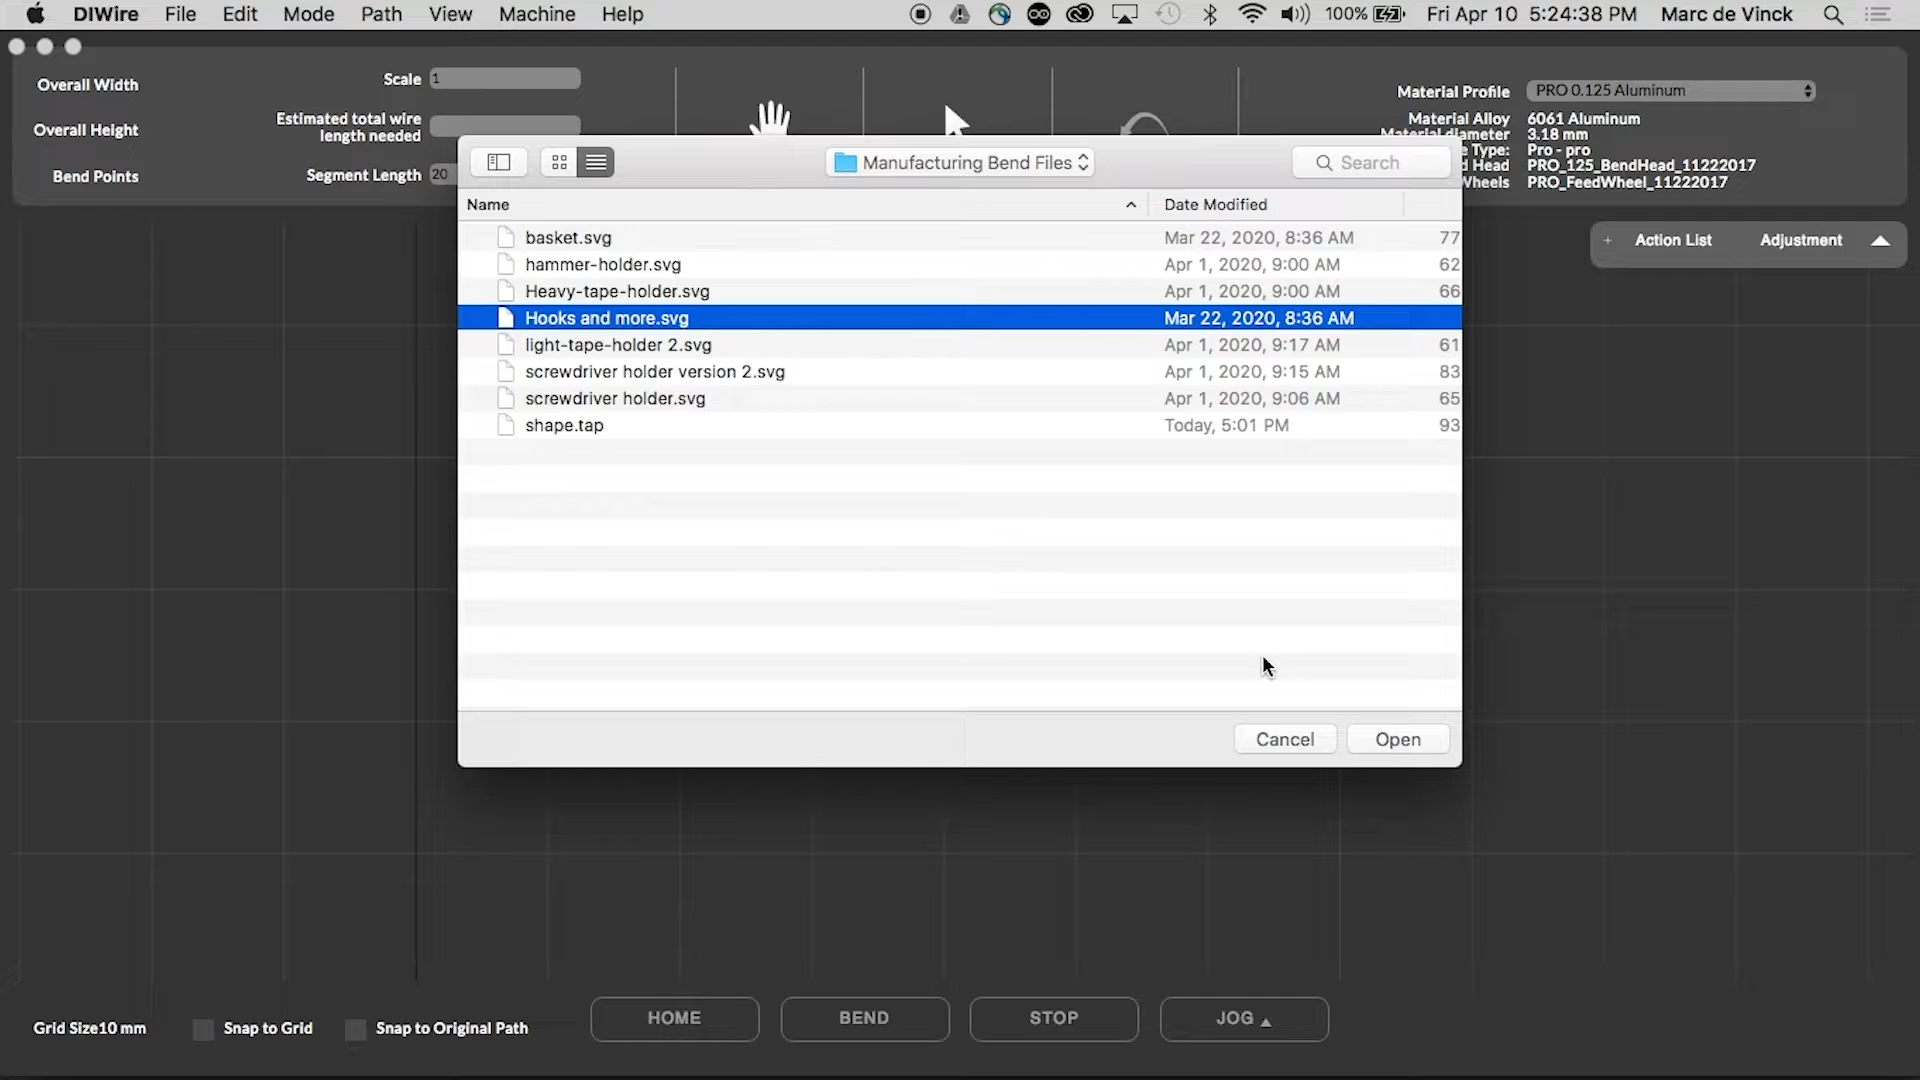 DIWire File Edit Mode Path View Machine Help 100% Fri Apr 10 5:24:38 PM Marc de Vinck
Overall Width
Scale 1
Overall Height
Estimated total wire
length needed
Bend Points
Segment Length 20
Material Profile PRO 0.125 Aluminum
Material Alloy 6061 Aluminum
Material diameter 3.18 mm
e Type: Pro - pro
d Head PRO_125_BendHead_11222017
Wheels PRO_FeedWheel_11222017
+ Action List Adjustment
Manufacturing Bend Files
Search
Name Date Modified
basket.svg Mar 22, 2020, 8:36 AM 77
hammer-holder.svg Apr 1, 2020, 9:00 AM 62
Heavy-tape-holder.svg Apr 1, 2020, 9:00 AM 66
Hooks and more.svg Mar 22, 2020, 8:36 AM
light-tape-holder 2.svg Apr 1, 2020, 9:17 AM 61
screwdriver holder version 2.svg Apr 1, 2020, 9:15 AM 83
screwdriver holder.svg Apr 1, 2020, 9:06 AM 65
shape.tap Today, 5:01 PM 93
Cancel Open
Grid Size10 mm Snap to Grid Snap to Original Path HOME BEND STOP JOG